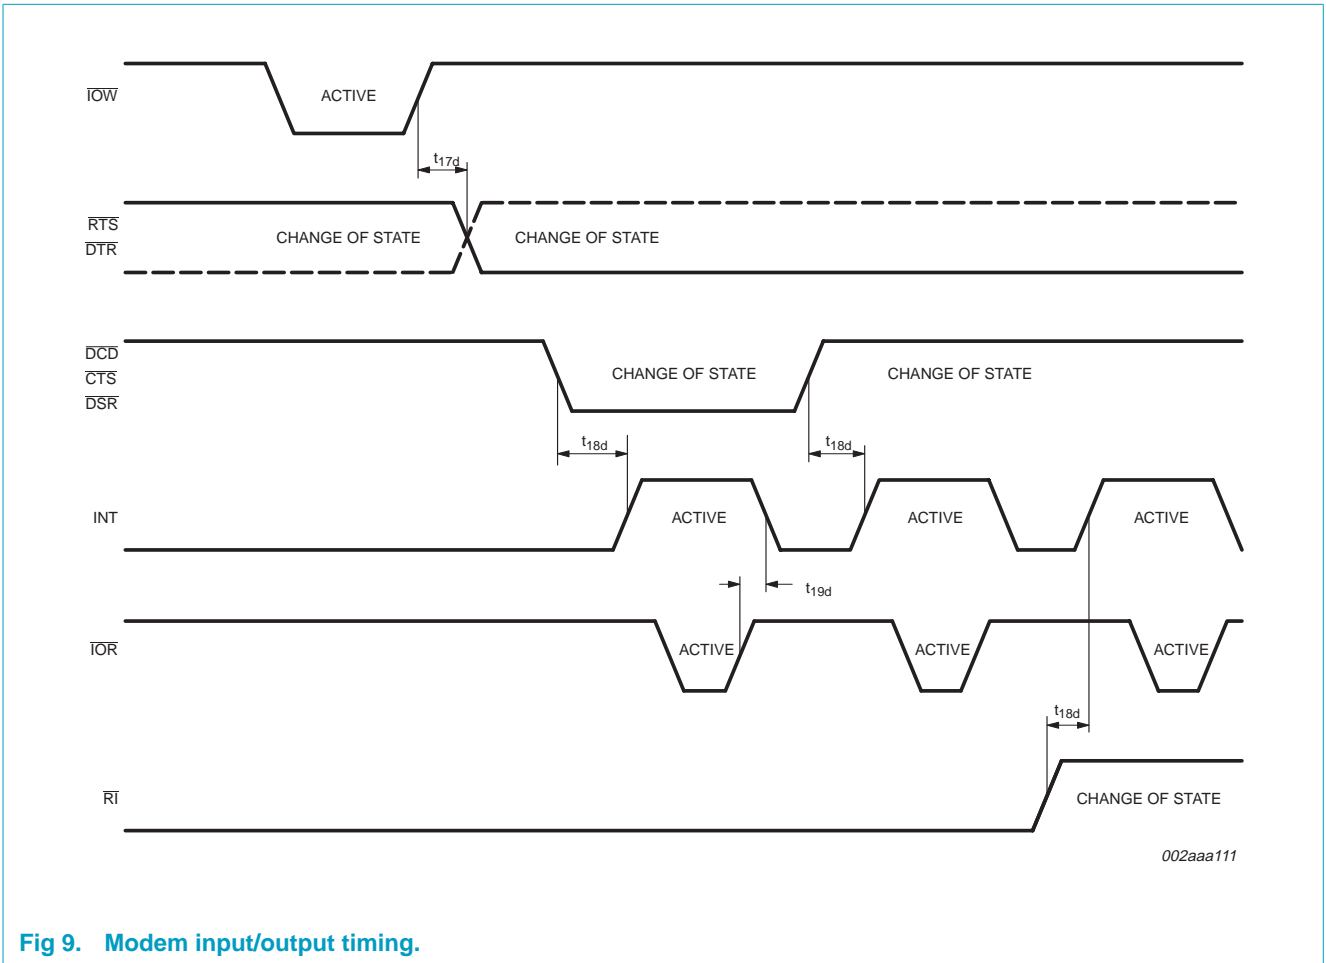 IOW
ACTIVE
t17d
RTS
DTR
CHANGE OF STATE
CHANGE OF STATE
DCD
CTS
DSR
CHANGE OF STATE
CHANGE OF STATE
t18d
t18d
INT
ACTIVE
ACTIVE
ACTIVE
t19d
IOR
ACTIVE
ACTIVE
ACTIVE
t18d
RI
CHANGE OF STATE
002aaa111
Fig 9. Modem input/output timing.